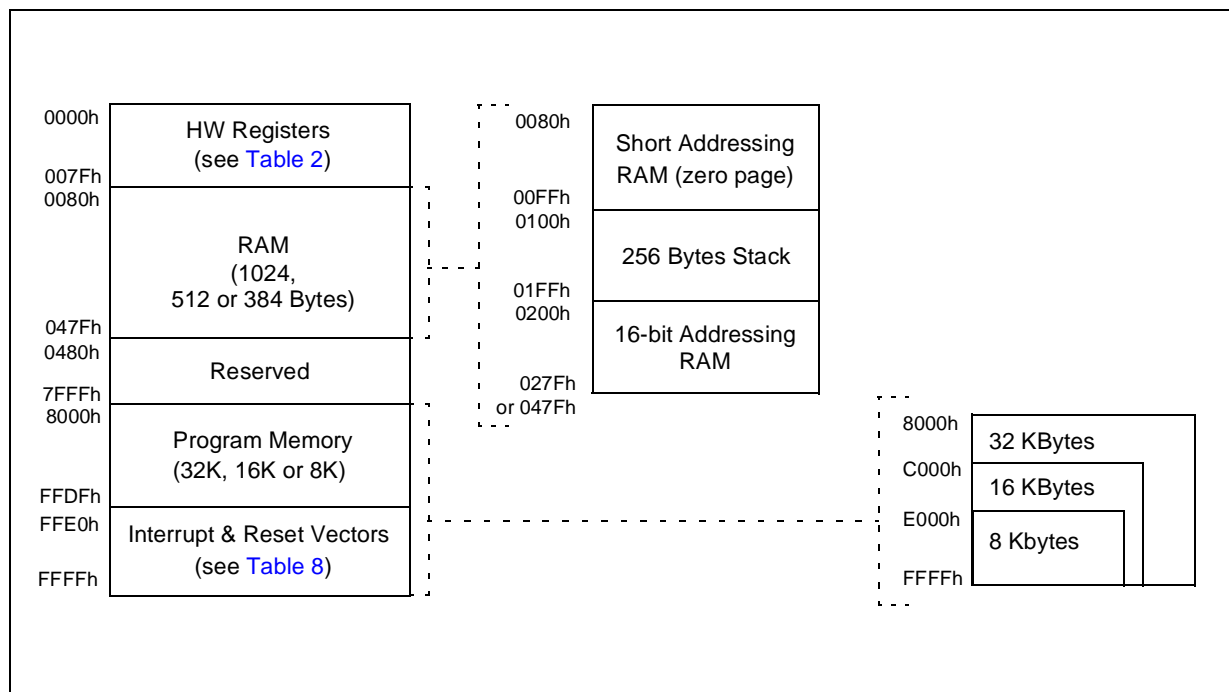 0000h
HW Registers
(see Table 2)
007Fh
0080h
RAM
(1024,
512 or 384 Bytes)
047Fh
0480h
Reserved
7FFFh
8000h
Program Memory
(32K, 16K or 8K)
FFDFh
FFE0h
Interrupt & Reset Vectors
(see Table 8)
FFFFh
0080h
Short Addressing
RAM (zero page)
00FFh
0100h
256 Bytes Stack
01FFh
0200h
16-bit Addressing
RAM
027Fh
or 047Fh
8000h
32 KBytes
C000h
16 KBytes
E000h
8 Kbytes
FFFFh